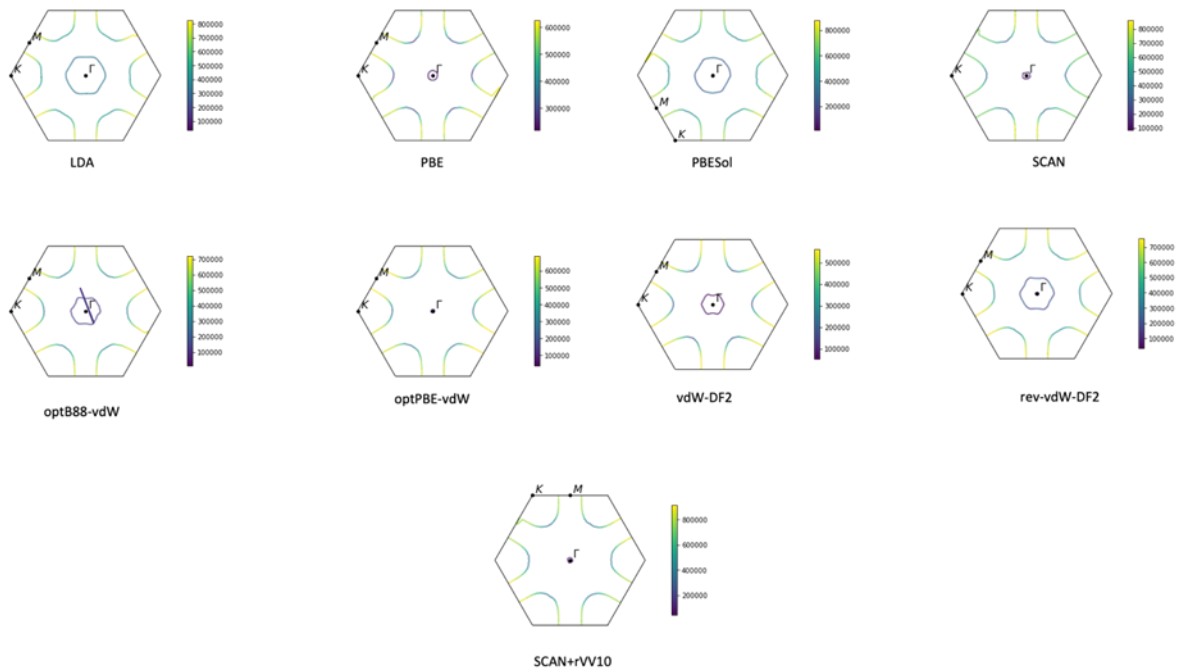 800000
700000
600000
500000
400000
300000
200000
100000
M
K
Γ
LDA
600000
500000
400000
300000
M
K
Γ
PBE
800000
600000
400000
200000
Γ
M
K
PBESol
800000
700000
600000
500000
400000
300000
200000
100000
K
Γ
SCAN
700000
600000
500000
400000
300000
200000
100000
M
K
Γ
optB88-vdW
600000
500000
400000
300000
200000
100000
M
K
Γ
optPBE-vdW
500000
400000
300000
200000
100000
M
K
Γ
vdW-DF2
700000
600000
500000
400000
300000
200000
100000
M
K
Γ
rev-vdW-DF2
K M
800000
600000
400000
200000
Γ
SCAN+rVV10